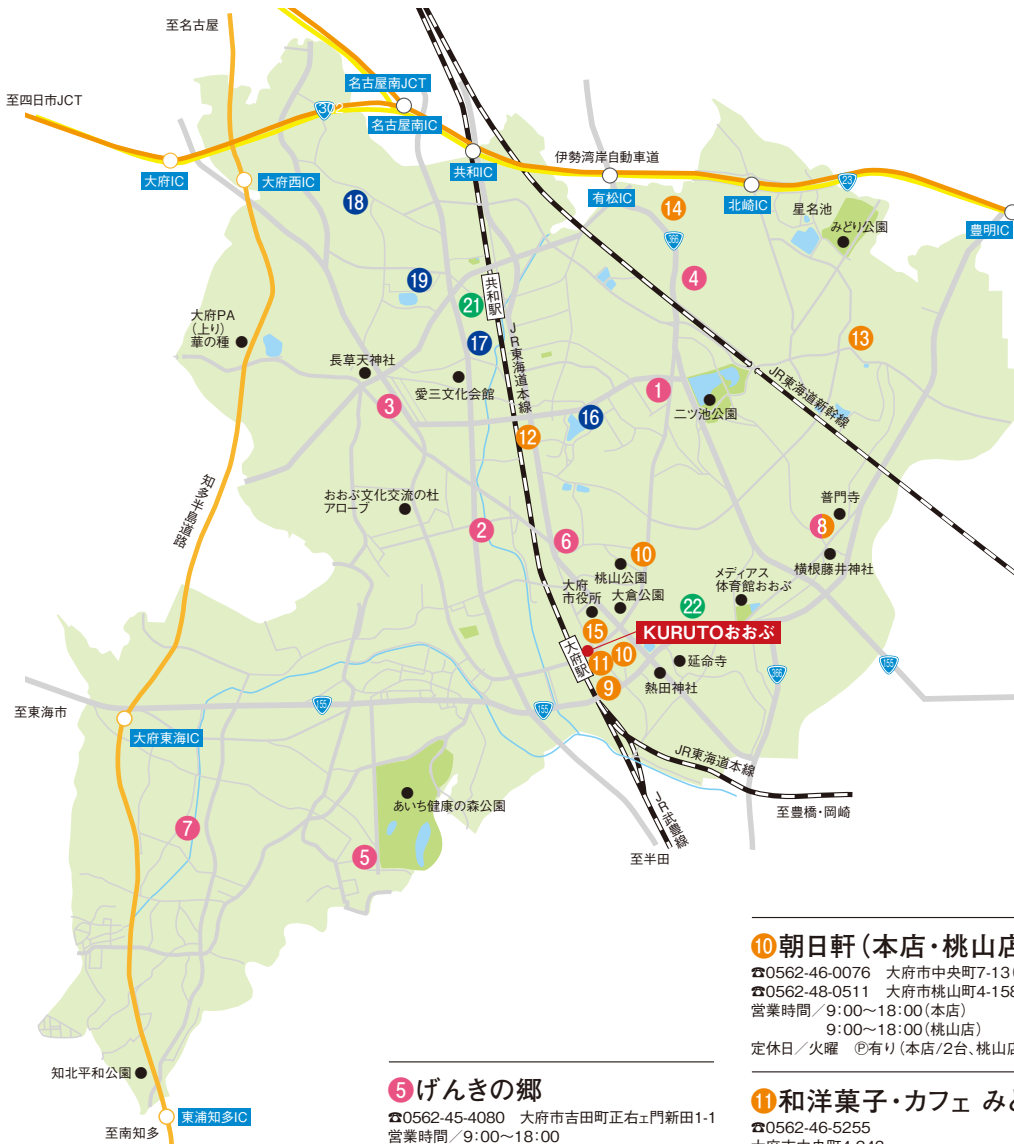 至名古屋
至四日市JCT
名古屋南JCT
302
名古屋南IC
伊勢湾岸自動車道
大府IC
大府西IC
共和IC
有松IC
北崎IC
23
豊明IC
18
14
星名池
みどり公園
366
19
21
共和駅
4
大府PA
(上り)
華の種
17
JR東海道本線
13
長草天神社
愛三文化会館
JR東海道新幹線
3
1
二ツ池公園
16
12
知多半島道路
おおぶ文化交流の杜
アローブ
2
6
普門寺
8
横根藤井神社
10
桃山公園
メディアス
体育館おおぶ
大府
市役所
大倉公園
22
15
KURUTOおおぶ
大府駅
11
10
延命寺
熱田神社
9
366
155
至東海市
155
155
大府東海IC
JR東海道本線
あいち健康の森公園
至豊橋・岡崎
JR武豊線
7
5
至半田
知北平和公園
東浦知多IC
至南知多
5げんきの郷
☎0562-45-4080 大府市吉田町正右ェ門新田1-1
営業時間／9:00〜18:00
10朝日軒(本店・桃山店
☎0562-46-0076 大府市中央町7-13
☎0562-48-0511 大府市桃山町4-158
営業時間／9:00〜18:00(本店)
9:00〜18:00(桃山店)
定休日／火曜 Ⓟ有り(本店/2台、桃山店
11和洋菓子・カフェ み
☎0562-46-5255